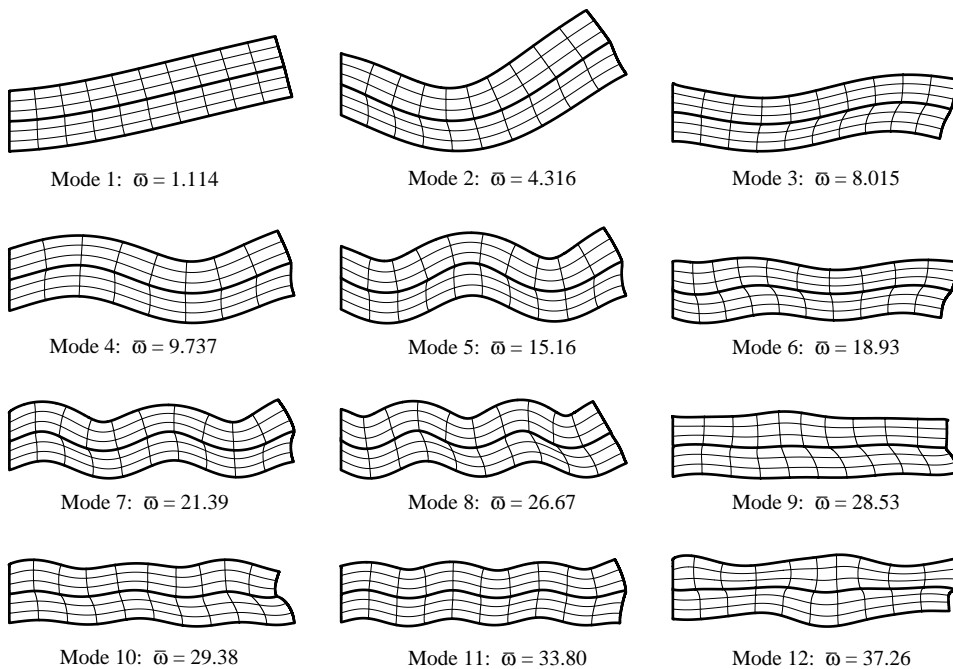 Mode 1: ω̅ = 1.114
Mode 2: ω̅ = 4.316
Mode 3: ω̅ = 8.015
Mode 4: ω̅ = 9.737
Mode 5: ω̅ = 15.16
Mode 6: ω̅ = 18.93
Mode 7: ω̅ = 21.39
Mode 8: ω̅ = 26.67
Mode 9: ω̅ = 28.53
Mode 10: ω̅ = 29.38
Mode 11: ω̅ = 33.80
Mode 12: ω̅ = 37.26